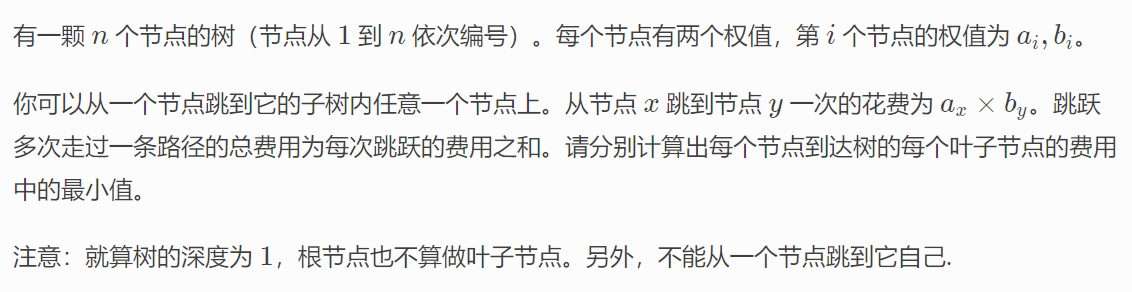 有一颗 n 个节点的树（节点从 1 到 n 依次编号）。每个节点有两个权值，第 i 个节点的权值为 a_i, b_i。
你可以从一个节点跳到它的子树内任意一个节点上。从节点 x 跳到节点 y 一次的花费为 a_x × b_y。跳跃
多次走过一条路径的总费用为每次跳跃的费用之和。请分别计算出每个节点到达树的每个叶子节点的费用
中的最小值。
注意：就算树的深度为 1，根节点也不算做叶子节点。另外，不能从一个节点跳到它自己.